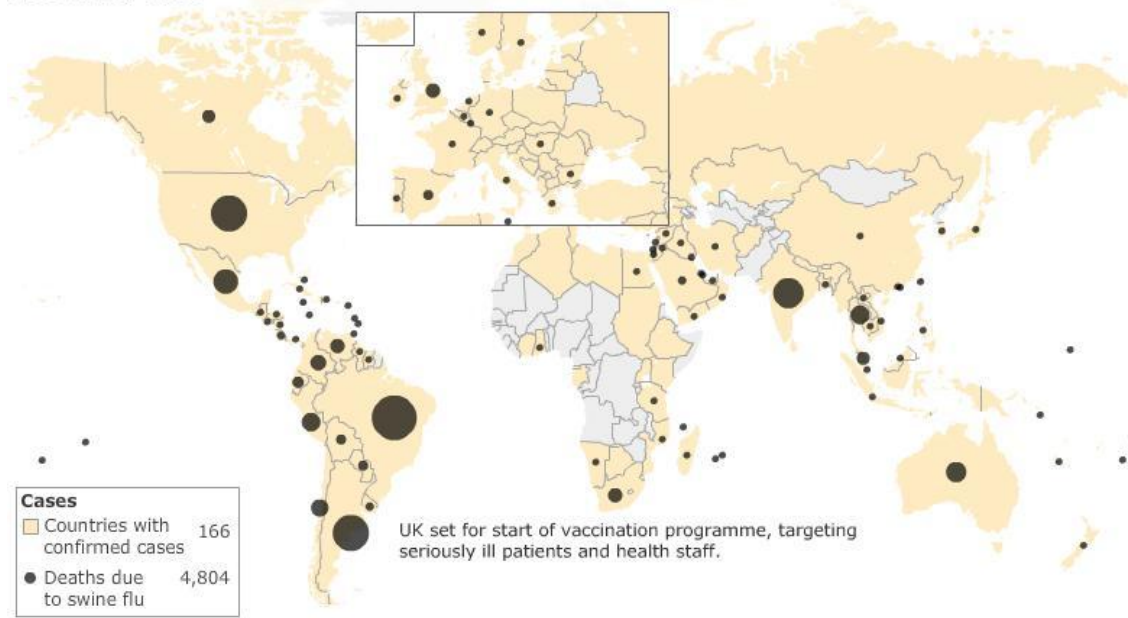 Cases
Countries with 166
confirmed cases
Deaths due 4,804
to swine flu
UK set for start of vaccination programme, targeting
seriously ill patients and health staff.